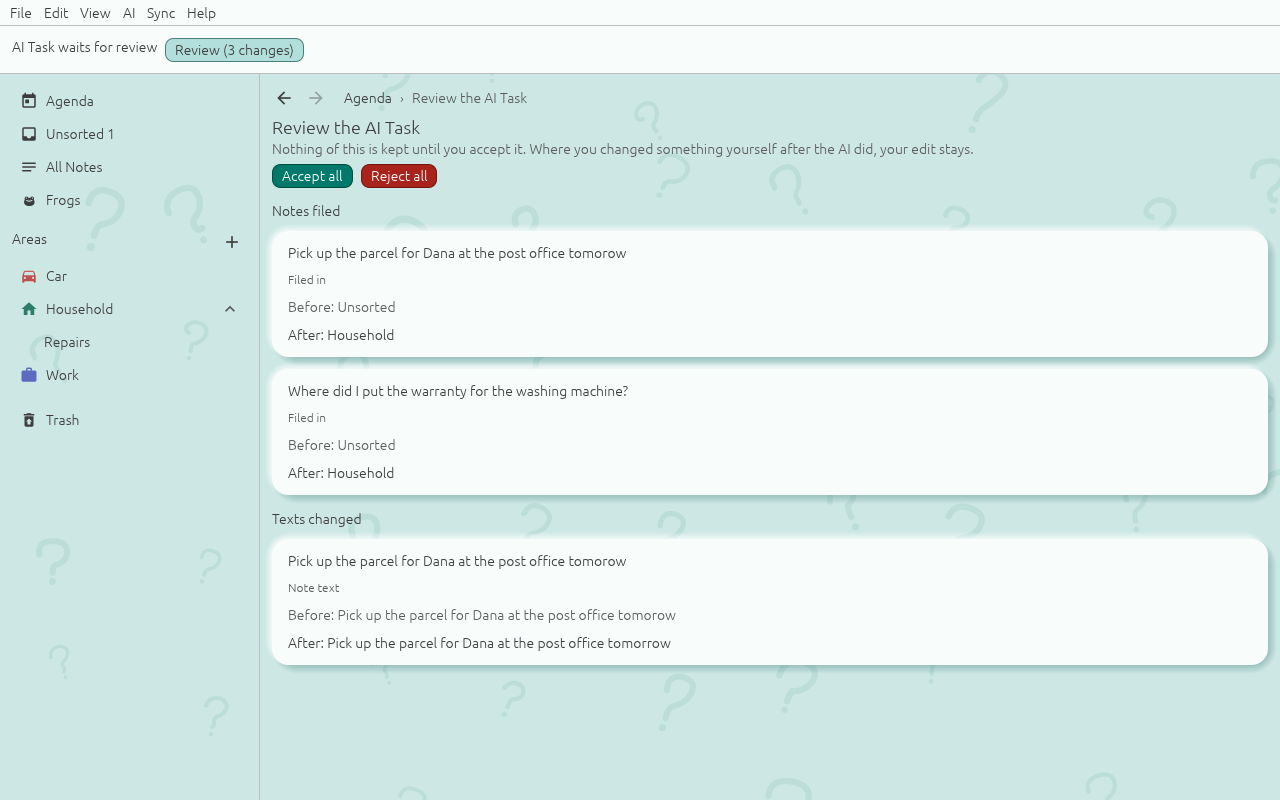 File Edit View AI Sync Help
AI Task waits for review Review (3 changes)
Agenda
Unsorted 1
All Notes
Frogs
Areas
Car
Household
Repairs
Work
Trash
Agenda › Review the AI Task
Review the AI Task
Nothing of this is kept until you accept it. Where you changed something yourself after the AI did, your edit stays.
Accept all Reject all
Notes filed
Pick up the parcel for Dana at the post office tomorow
Filed in
Before: Unsorted
After: Household
Where did I put the warranty for the washing machine?
Filed in
Before: Unsorted
After: Household
Texts changed
Pick up the parcel for Dana at the post office tomorow
Note text
Before: Pick up the parcel for Dana at the post office tomorow
After: Pick up the parcel for Dana at the post office tomorrow